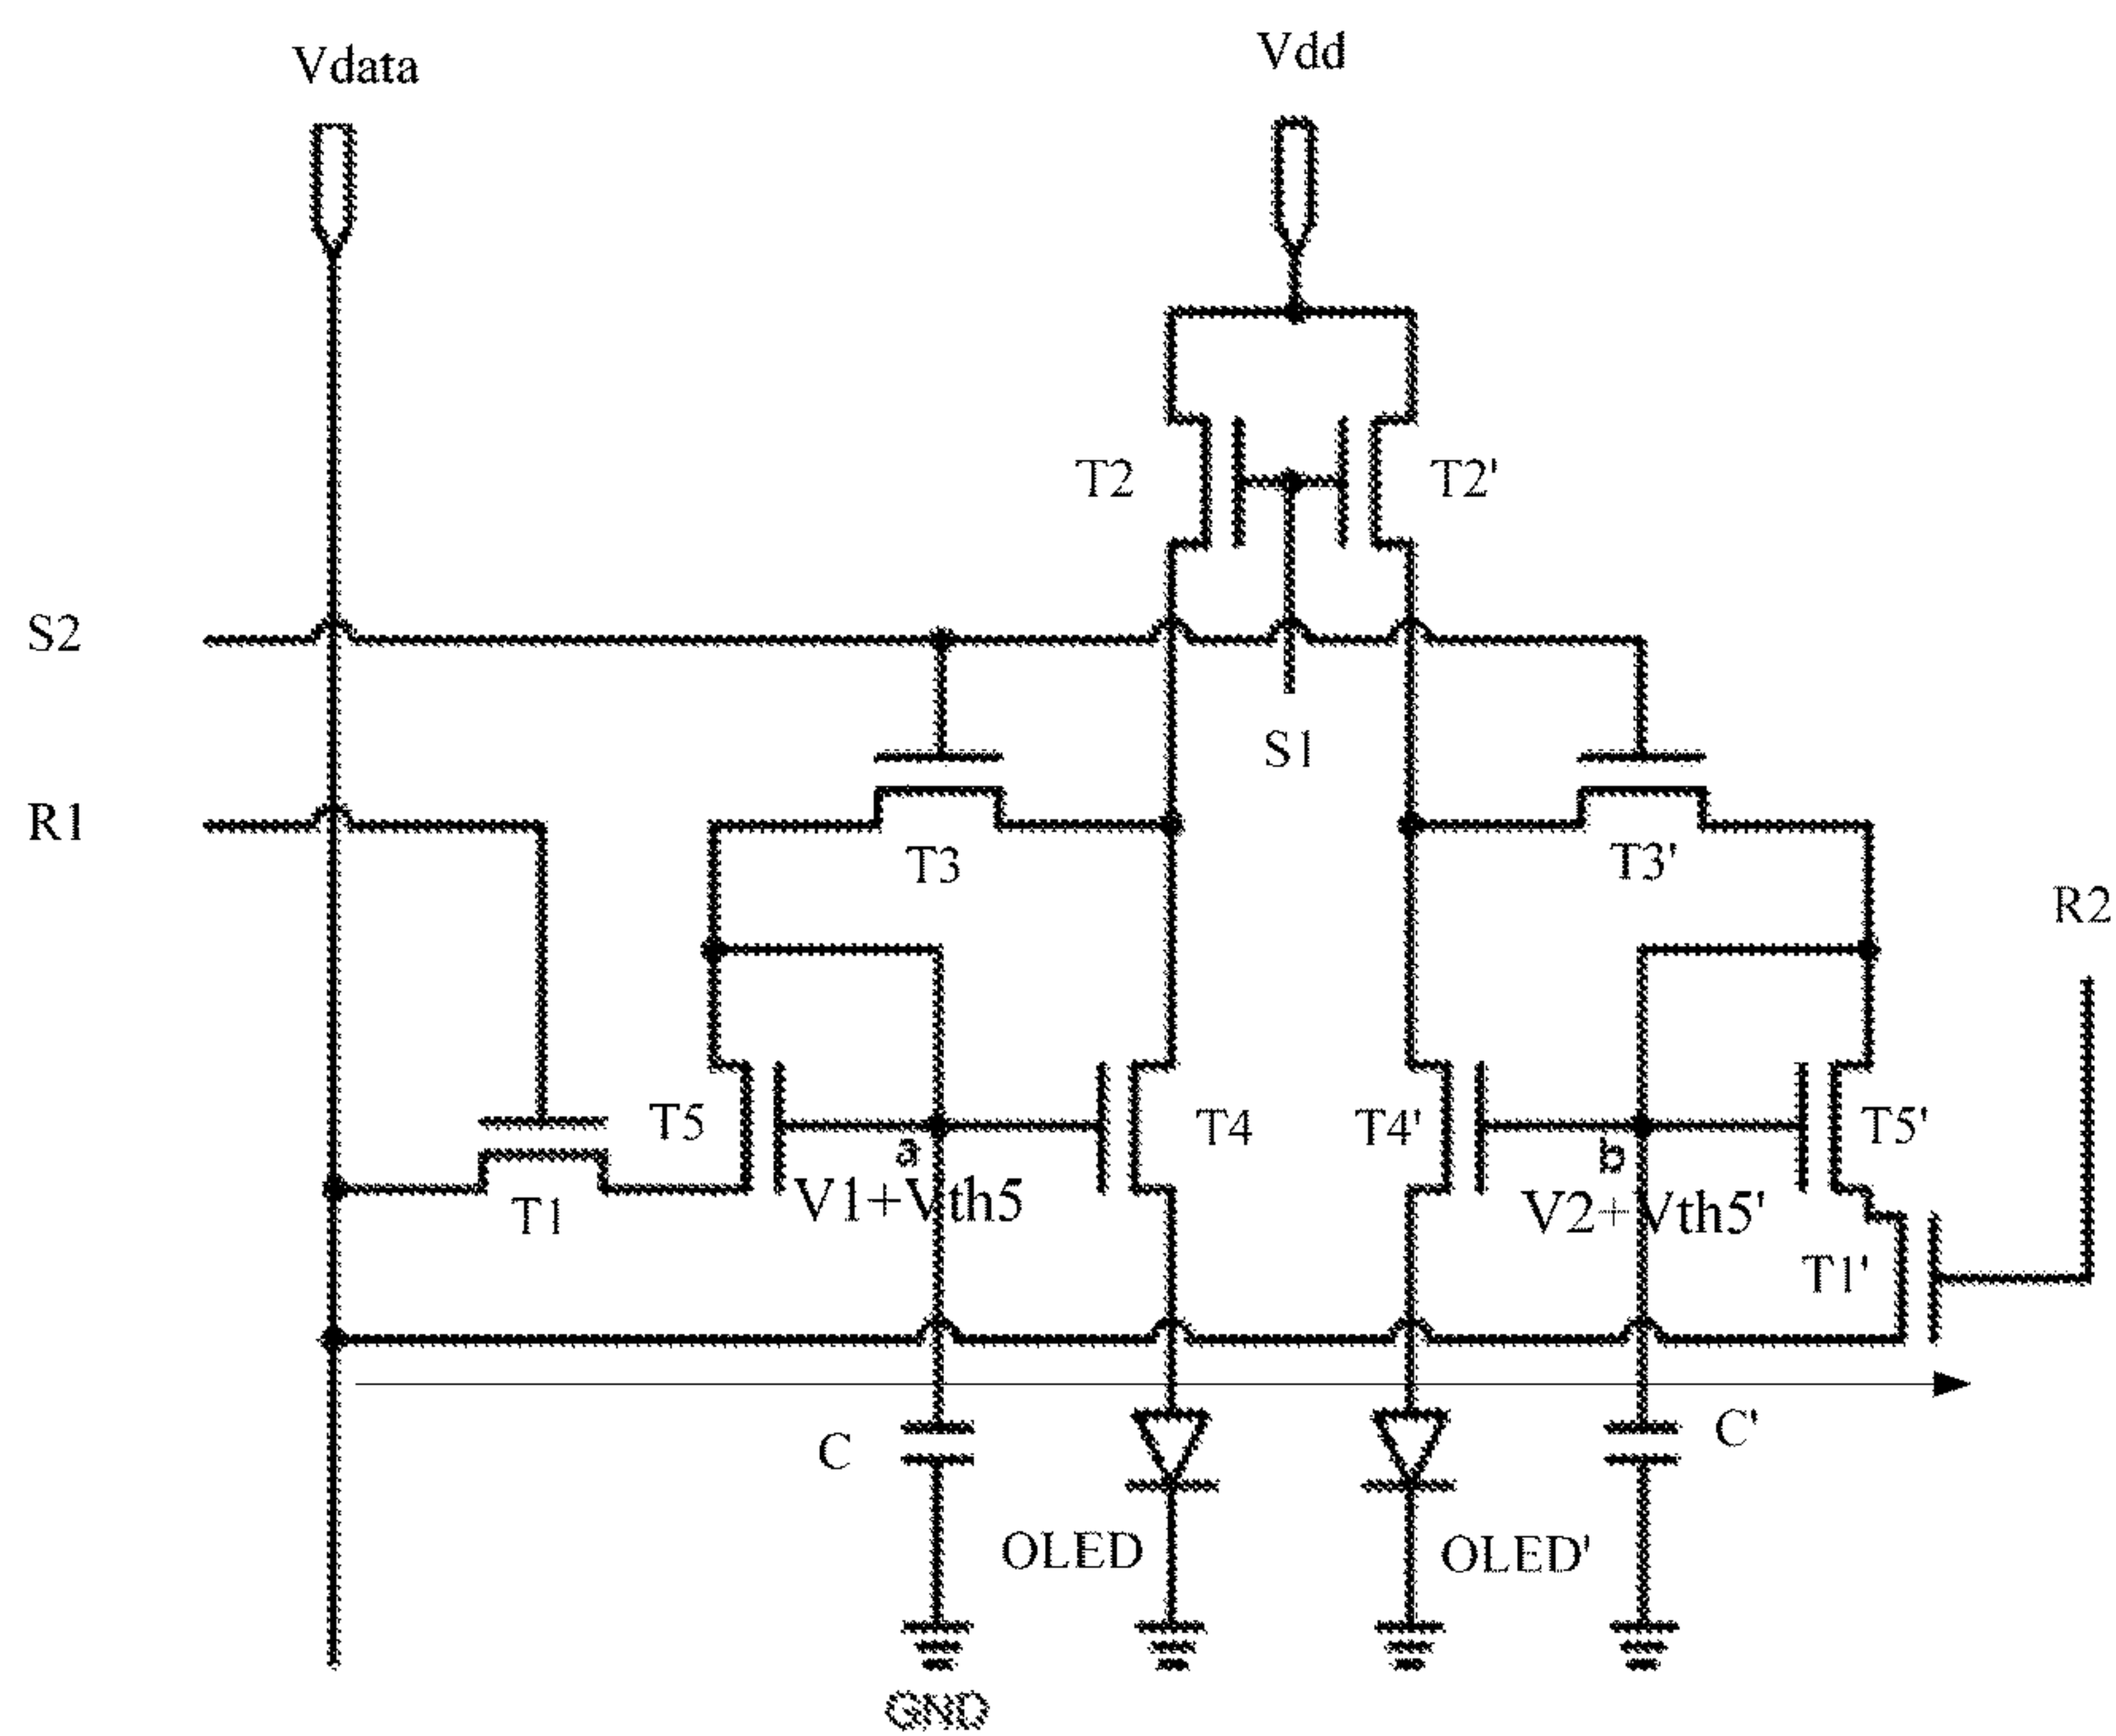 Vdata
Vdd
T2
T2'
S2
S1
R1
T3
T3'
R2
T5
T4
T4'
T5'
a
b
V1+Vth5
V2+Vth5'
T1
T1'
C
C'
OLED
OLED'
GND